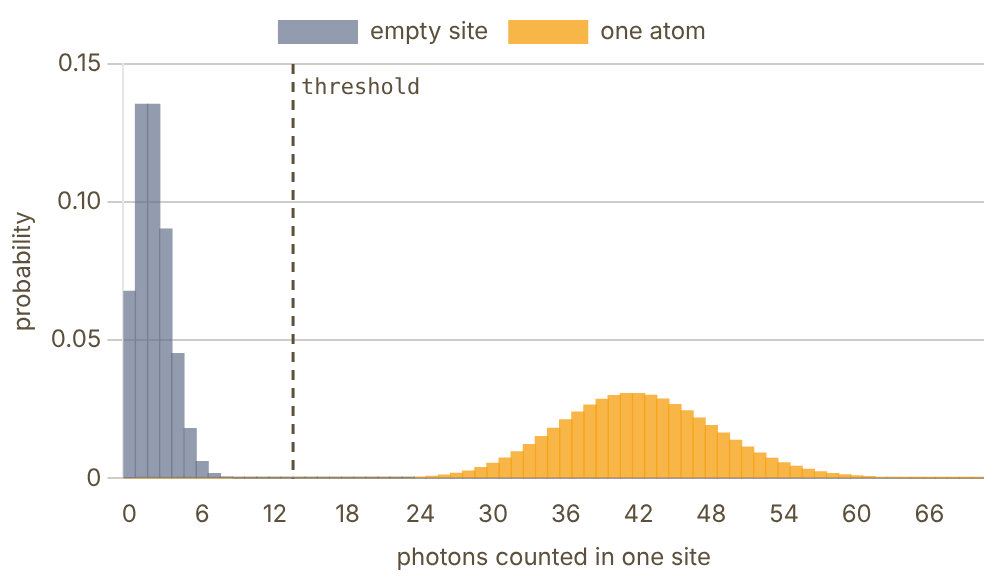 empty site one atom
0.15
threshold
0.10
probability
0.05
0
0 6 12 18 24 30 36 42 48 54 60 66
photons counted in one site